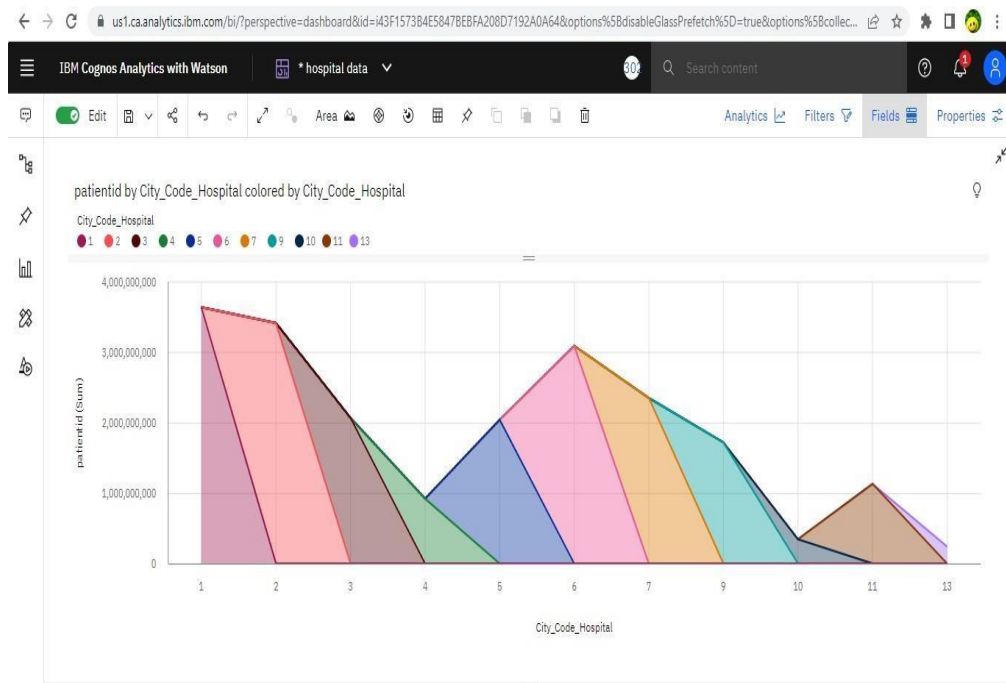 us1.ca.analytics.ibm.com/bi/?perspective=dashboard&id=i43F1573B4E5847BEBFA208D7192A0A64&options%5BdisableGlassPrefetch%5D=true&options%5Bcollec...
IBM Cognos Analytics with Watson * hospital data Search content 1
Edit Area Analytics Filters Fields Properties
patientid by City_Code_Hospital colored by City_Code_Hospital
City_Code_Hospital
1 2 3 4 5 6 7 9 10 11 13
4,000,000,000
3,000,000,000
2,000,000,000
1,000,000,000
0
patientid (Sum)
1 2 3 4 5 6 7 9 10 11 13
City_Code_Hospital